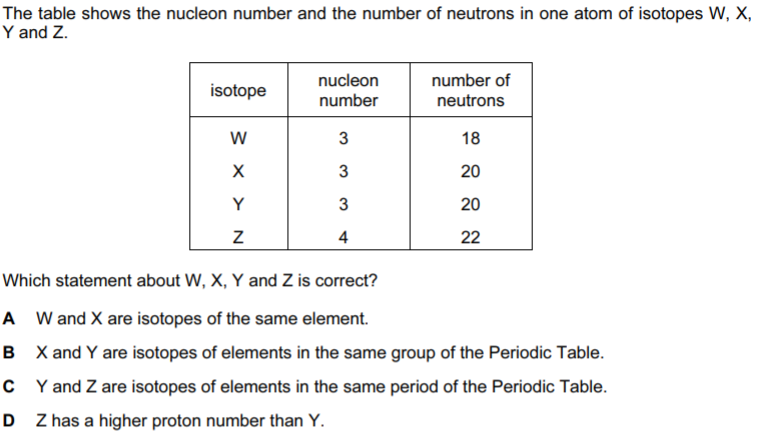 The table shows the nucleon number and the number of neutrons in one atom of isotopes W, X,
Y and Z.
isotope nucleon number number of neutrons
W 3 18
X 3 20
Y 3 20
Z 4 22
Which statement about W, X, Y and Z is correct?
A W and X are isotopes of the same element.
B X and Y are isotopes of elements in the same group of the Periodic Table.
C Y and Z are isotopes of elements in the same period of the Periodic Table.
D Z has a higher proton number than Y.